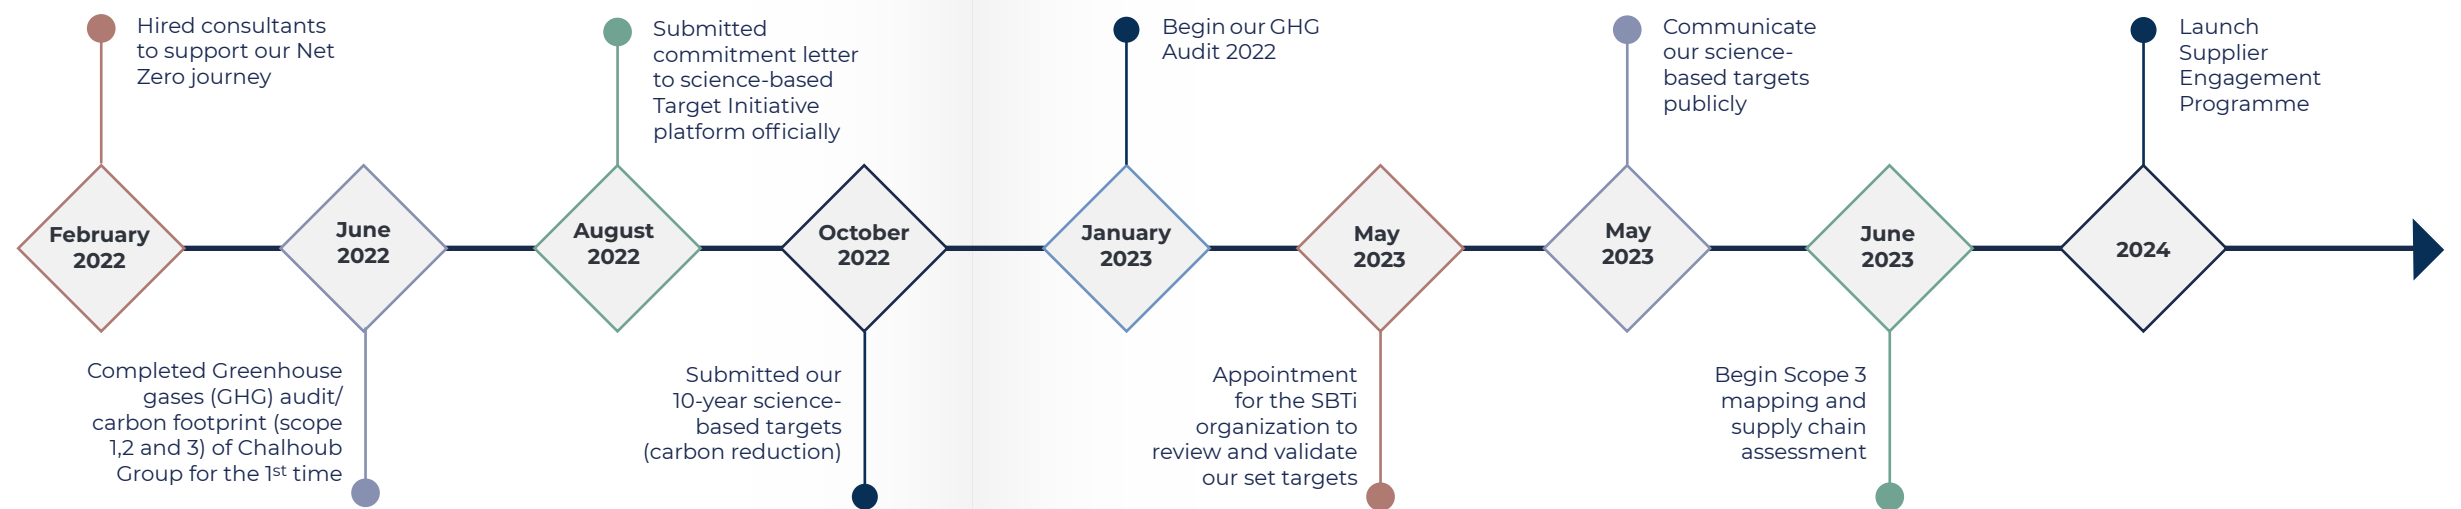 Hired consultants
to support our Net
Zero journey
February
2022
June
2022
Completed Greenhouse
gases (GHG) audit/
carbon footprint (scope
1,2 and 3) of Chalhoub
Group for the 1st time
Submitted
commitment letter
to science-based
Target Initiative
platform officially
August
2022
October
2022
Submitted our
10-year science-
based targets
(carbon reduction)
Begin our GHG
Audit 2022
January
2023
May
2023
Appointment
for the SBTi
organization to
review and validate
our set targets
Communicate
our science-
based targets
publicly
May
2023
June
2023
Begin Scope 3
mapping and
supply chain
assessment
Launch
Supplier
Engagement
Programme
2024